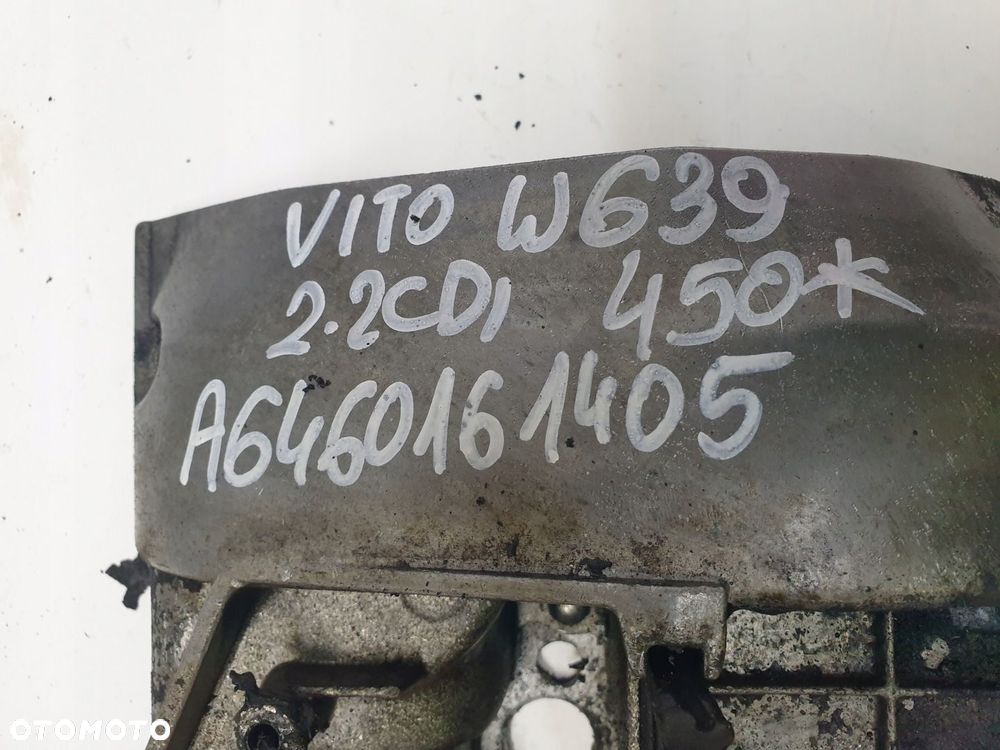 VITO W639
2.2CDI 450*
A6460161405
OTOMOTO